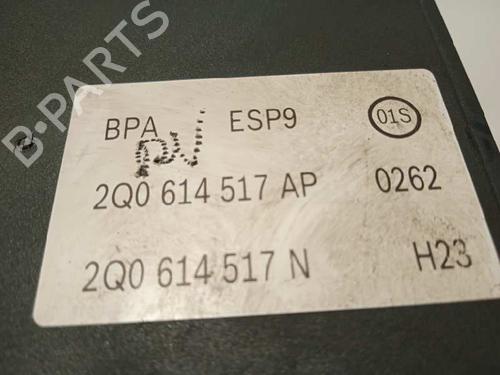 B-PARTS
BPA ESP9 01S
2Q0 614 517 AP 0262
2Q0 614 517 N H23